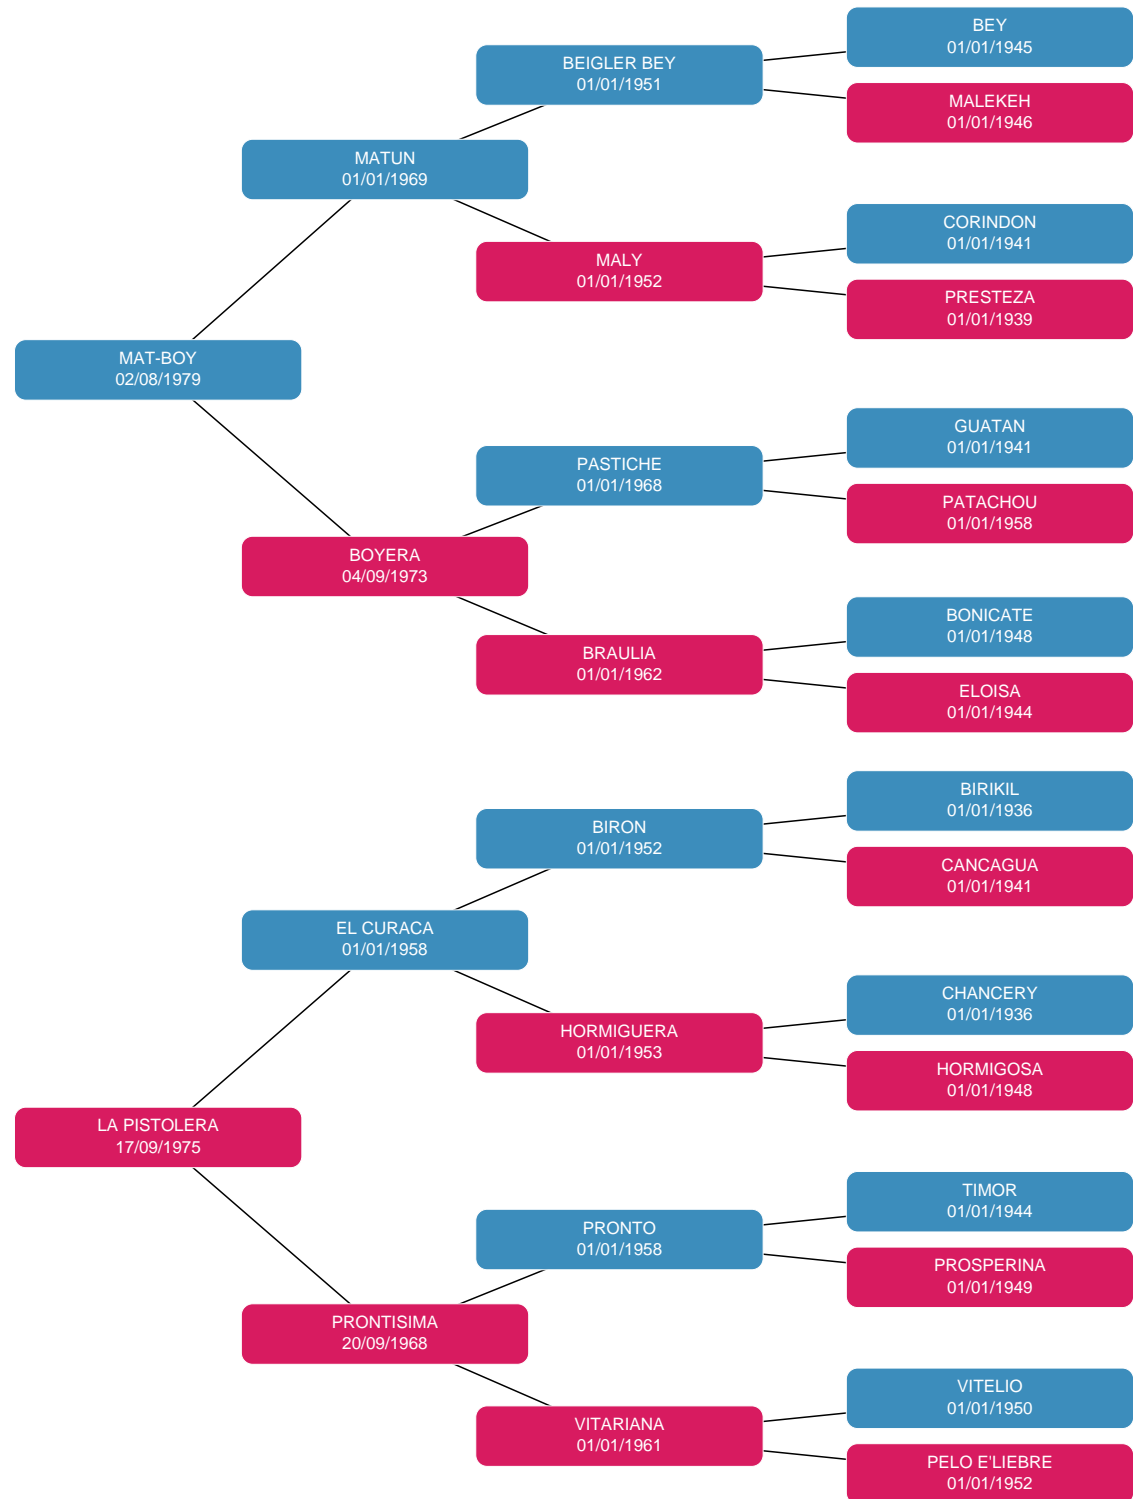 BEY
01/01/1945
BEIGLER BEY
01/01/1951
MALEKEH
01/01/1946
MATUN
01/01/1969
CORINDON
01/01/1941
MALY
01/01/1952
PRESTEZA
01/01/1939
MAT-BOY
02/08/1979
GUATAN
01/01/1941
PASTICHE
01/01/1968
PATACHOU
01/01/1958
BOYERA
04/09/1973
BONICATE
01/01/1948
BRAULIA
01/01/1962
ELOISA
01/01/1944
BIRIKIL
01/01/1936
BIRON
01/01/1952
CANCAGUA
01/01/1941
EL CURACA
01/01/1958
CHANCERY
01/01/1936
HORMIGUERA
01/01/1953
HORMIGOSA
01/01/1948
LA PISTOLERA
17/09/1975
TIMOR
01/01/1944
PRONTO
01/01/1958
PROSPERINA
01/01/1949
PRONTISIMA
20/09/1968
VITELIO
01/01/1950
VITARIANA
01/01/1961
PELO E'LIEBRE
01/01/1952